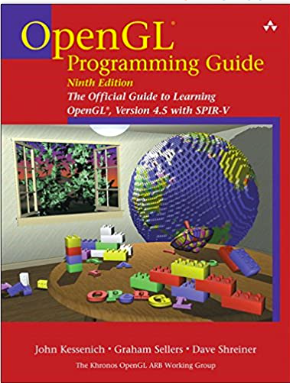 OpenGL®
Programming Guide
Ninth Edition
The Official Guide to Learning
OpenGL®, Version 4.5 with SPIR-V
OPENGL
John Kessenich • Graham Sellers • Dave Shreiner
The Khronos OpenGL ARB Working Group